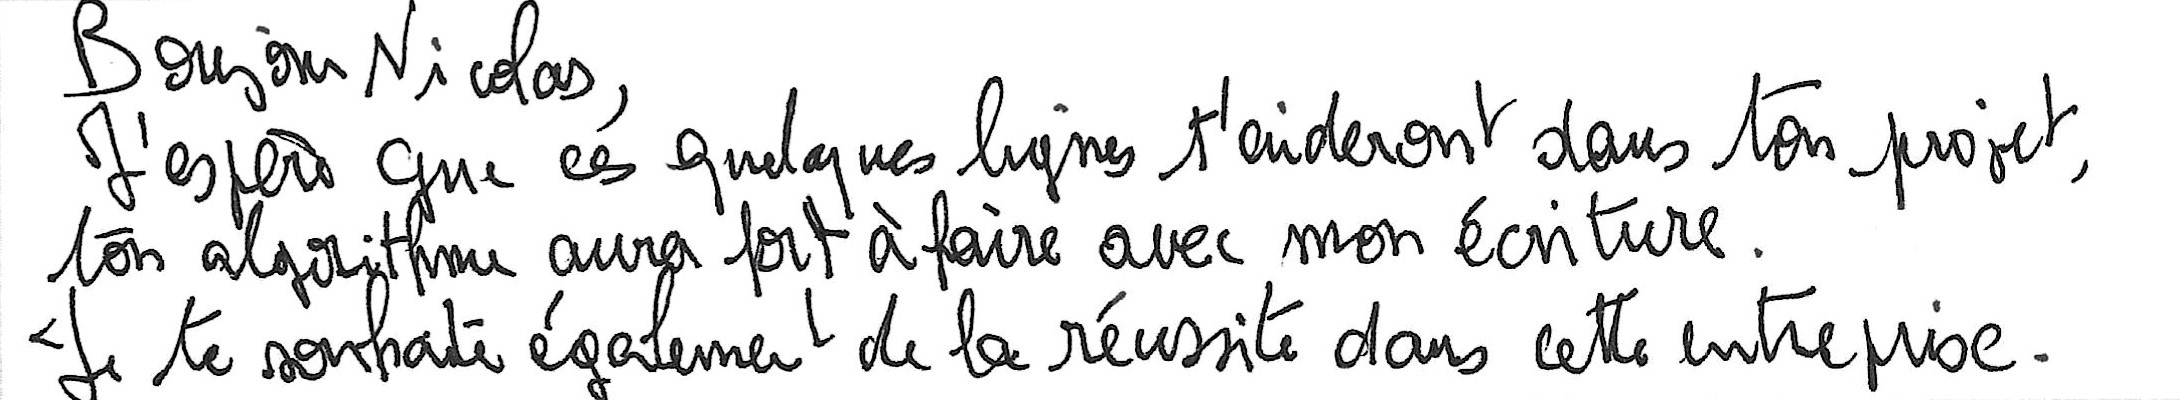 Bonjour Nicolas,
J'espère que ces quelques lignes t'aideront dans ton projet,
ton algorithme aura fort à faire avec mon écriture.
Je te souhaite également de la réussite dans cette entreprise.